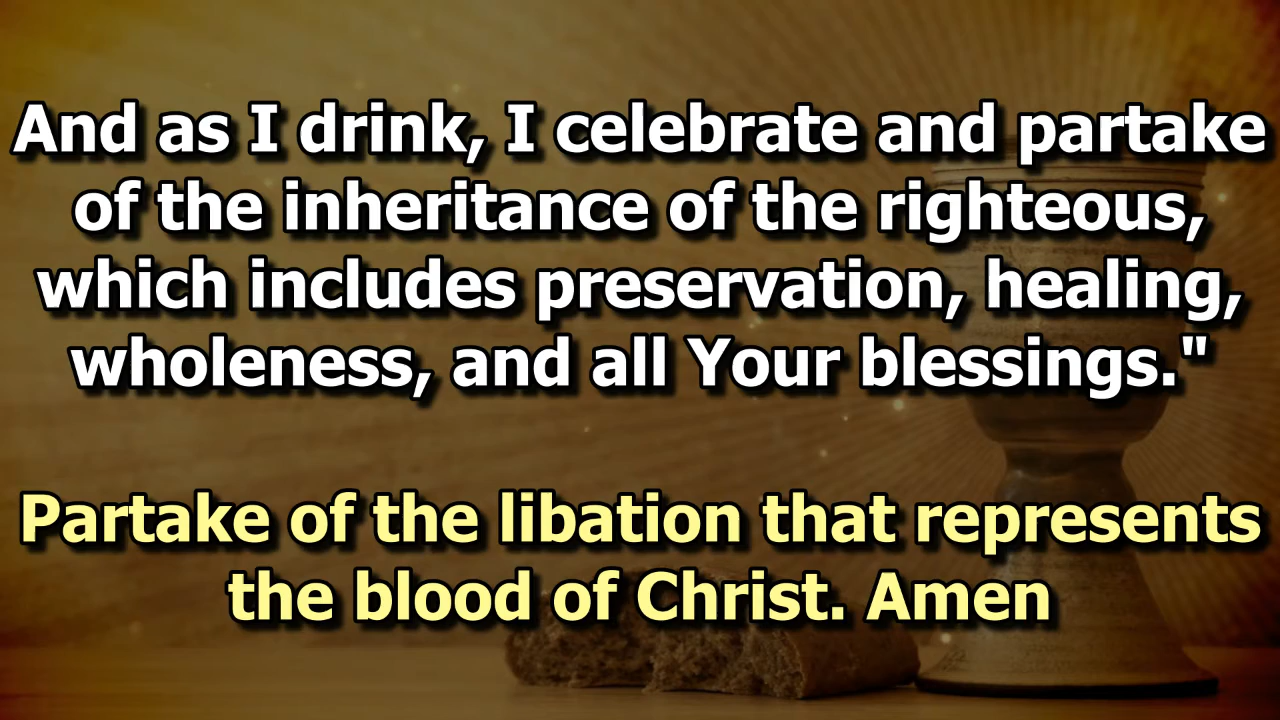 And as I drink, I celebrate and partake
of the inheritance of the righteous,
which includes preservation, healing,
wholeness, and all Your blessings."
Partake of the libation that represents
the blood of Christ. Amen